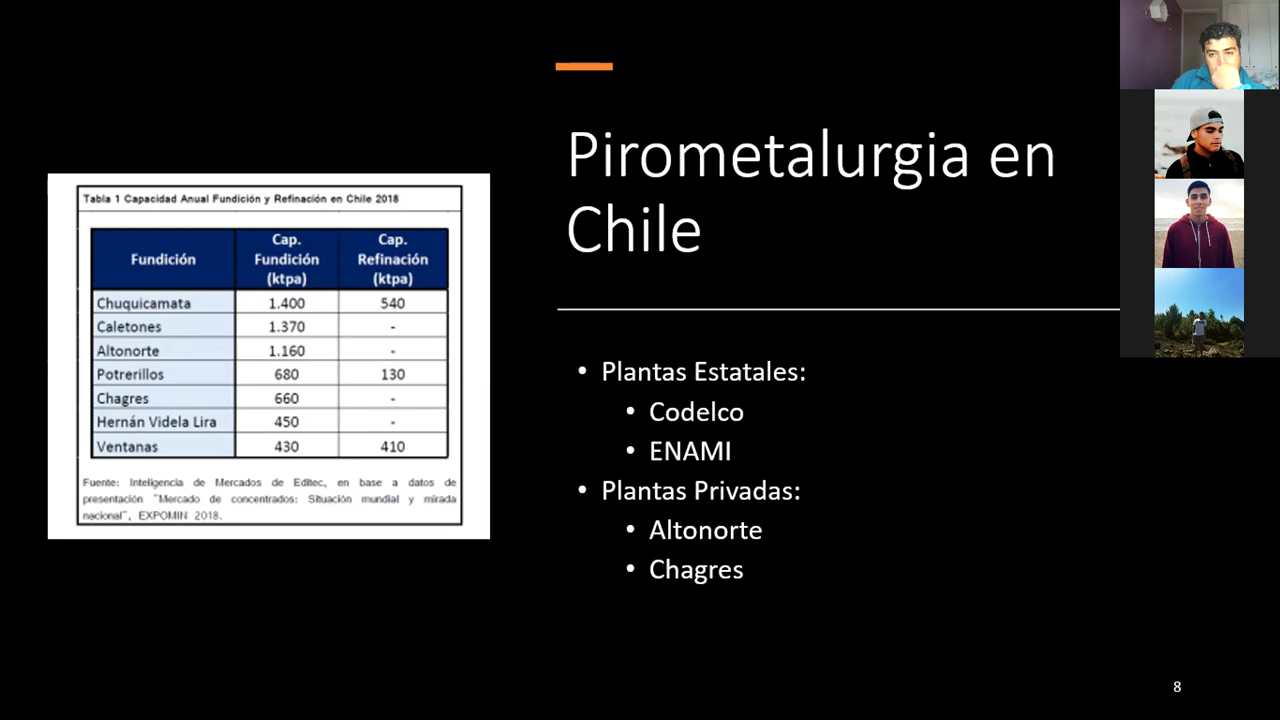 Pirometalurgia en
Chile
Tabla 1 Capacidad Anual Fundición y Refinación en Chile 2018
Fundición Cap. Fundición (ktpa) Cap. Refinación (ktpa)
Chuquicamata 1.400 540
Caletones 1.370 -
Altonorte 1.160 -
Potrerillos 680 130
Chagres 660 -
Hernán Videla Lira 450 -
Ventanas 430 410
Fuente: Inteligencia de Mercados de Editec, en base a datos de
presentación "Mercado de concentrados: Situación mundial y mirada
nacional", EXPOMIN 2018.
• Plantas Estatales:
• Codelco
• ENAMI
• Plantas Privadas:
• Altonorte
• Chagres
8